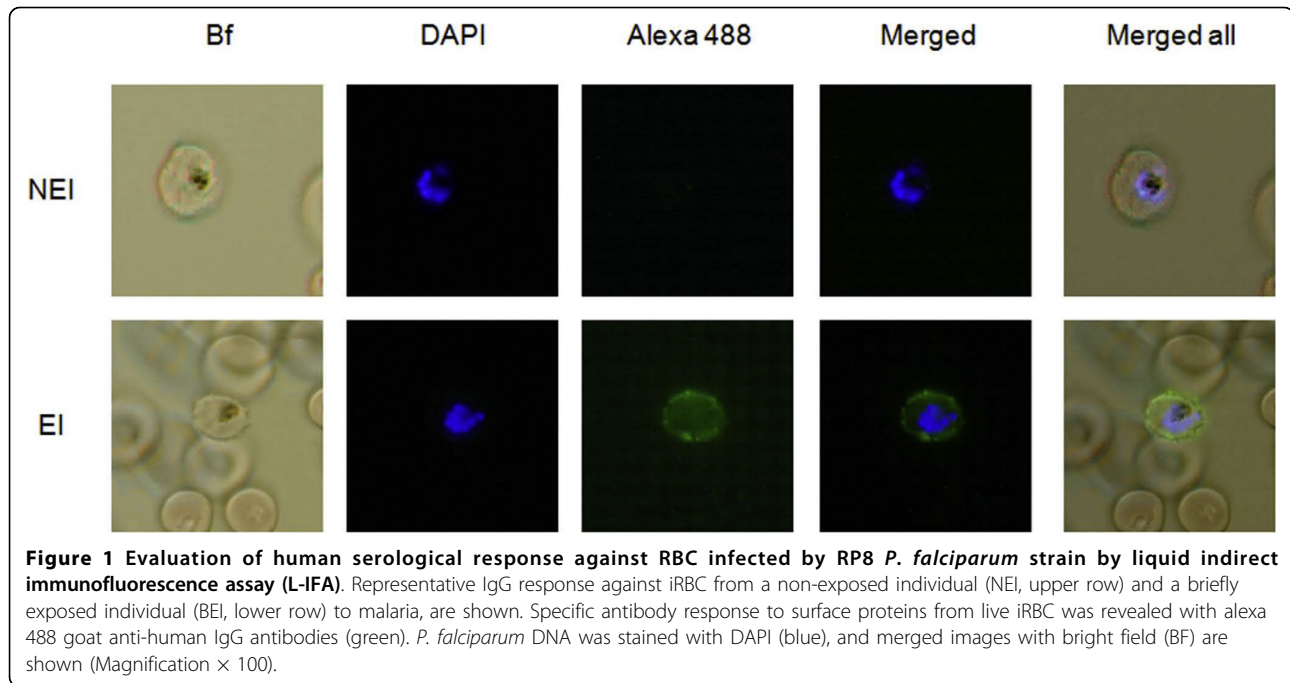 Bf DAPI Alexa 488 Merged Merged all
NEI
EI
Figure 1 Evaluation of human serological response against RBC infected by RP8 P. falciparum strain by liquid indirect
immunofluorescence assay (L-IFA). Representative IgG response against iRBC from a non-exposed individual (NEI, upper row) and a briefly
exposed individual (BEI, lower row) to malaria, are shown. Specific antibody response to surface proteins from live iRBC was revealed with alexa
488 goat anti-human IgG antibodies (green). P. falciparum DNA was stained with DAPI (blue), and merged images with bright field (BF) are
shown (Magnification × 100).